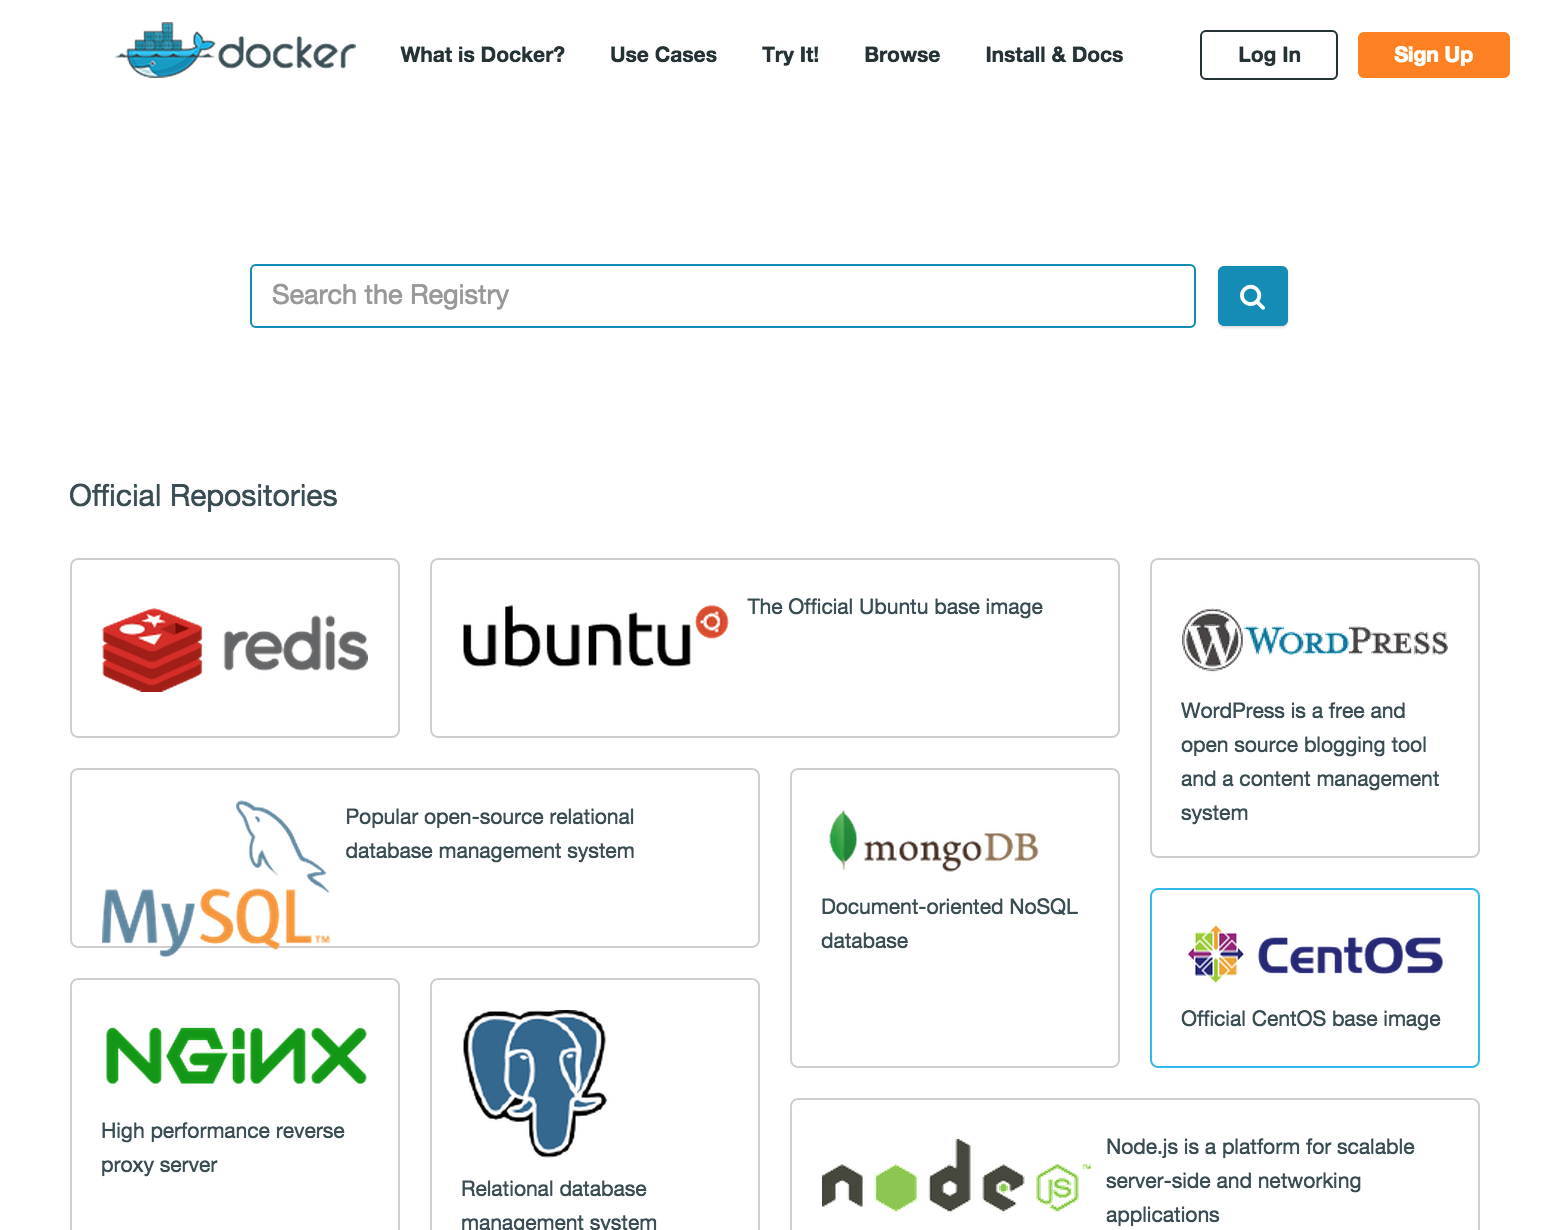 docker
What is Docker?
Use Cases
Try It!
Browse
Install & Docs
Log In
Sign Up
Search the Registry
Official Repositories
redis
ubuntu
The Official Ubuntu base image
WORDPRESS
WordPress is a free and
open source blogging tool
and a content management
system
MySQL™
Popular open-source relational
database management system
mongoDB
Document-oriented NoSQL
database
CentOS
Official CentOS base image
NGiNX
High performance reverse
proxy server
Relational database
management system
node JS™
Node.js is a platform for scalable
server-side and networking
applications